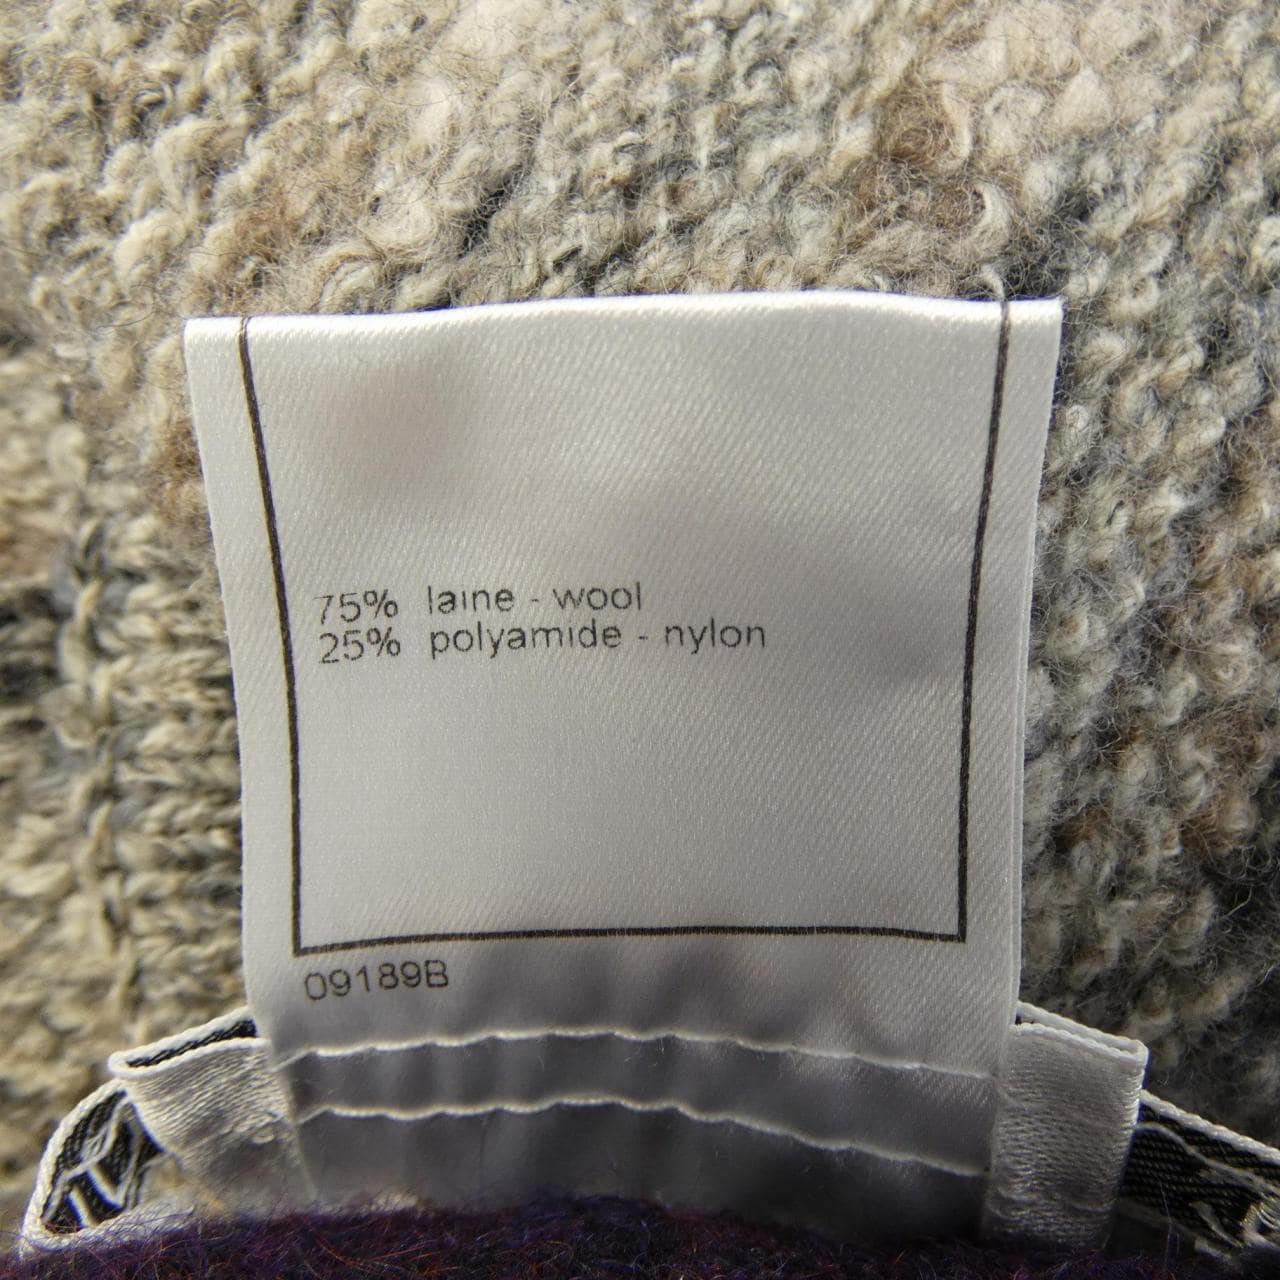 75% laine - wool
25% polyamide - nylon
09189B